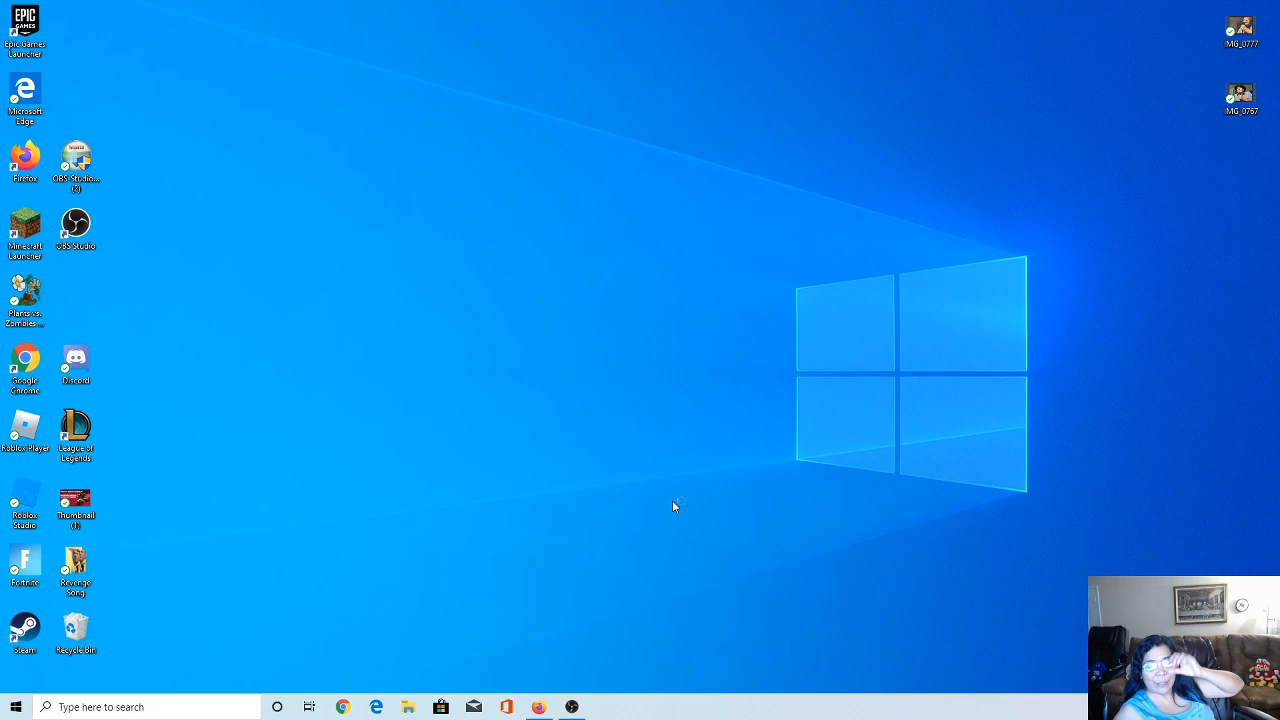 EPIC
GAMES
Epic Games
Launcher
Microsoft
Edge
Firefox
OBS Studio...
(2)
Minecraft
Launcher
OBS Studio
Plants vs.
Zombies ...
Google
Chrome
Discord
Roblox Player
League of
Legends
Roblox
Studio
Thumbnail
(1)
Fortnite
Revenge
Song
Steam
Recycle Bin
IMG_0777
IMG_0767
Type here to search